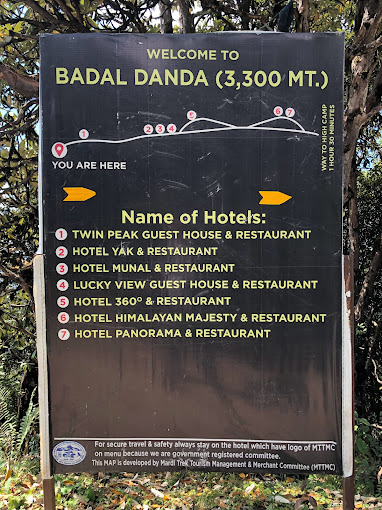 WELCOME TO
BADAL DANDA (3,300 MT.)
1
2 3 4
5
6 7
YOU ARE HERE
WAY TO HIGH CAMP
1 HOUR 30 MINUTES
Name of Hotels:
1 TWIN PEAK GUEST HOUSE & RESTAURANT
2 HOTEL YAK & RESTAURANT
3 HOTEL MUNAL & RESTAURANT
4 LUCKY VIEW GUEST HOUSE & RESTAURANT
5 HOTEL 360° & RESTAURANT
6 HOTEL HIMALAYAN MAJESTY & RESTAURANT
7 HOTEL PANORAMA & RESTAURANT
For secure travel & safety always stay on the hotel which have logo of MTTMC
on menu because we are government registered committee.
This MAP is developed by Mardi Trek Tourism Management & Merchant Committee (MTTMC)